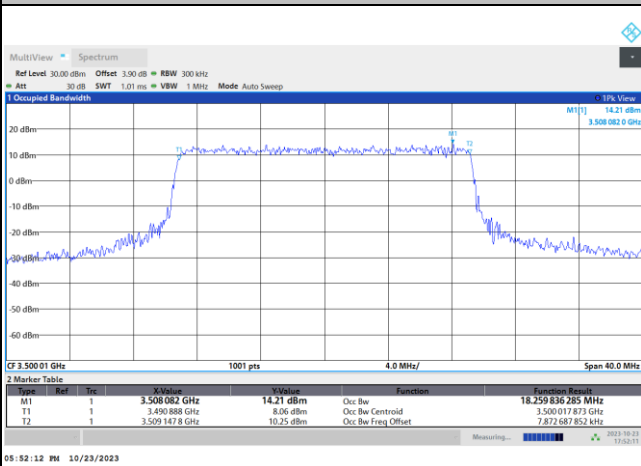 MultiView Spectrum
Ref Level 30.00 dBm Offset 3.90 dB RBW 300 kHz
Att 30 dB SWT 1.01 ms VBW 1 MHz Mode Auto Sweep
1 Occupied Bandwidth 1Pk View
M1[1] 14.21 dBm
3.508 082 0 GHz
M1
T1 T2
20 dBm
10 dBm
0 dBm
-10 dBm
-20 dBm
-30 dBm
-40 dBm
-50 dBm
-60 dBm
CF 3.500 01 GHz 1001 pts 4.0 MHz/ Span 40.0 MHz
2 Marker Table
Type Ref Trc X-Value Y-Value Function Function Result
M1 1 3.508 082 GHz 14.21 dBm Occ Bw 18.259 836 285 MHz
T1 1 3.490 888 GHz 8.06 dBm Occ Bw Centroid 3.500 017 873 GHz
T2 1 3.509 147 8 GHz 10.25 dBm Occ Bw Freq Offset 7.872 687 852 kHz
Measuring... 2023-10-23
17:52:11
05:52:12 PM 10/23/2023